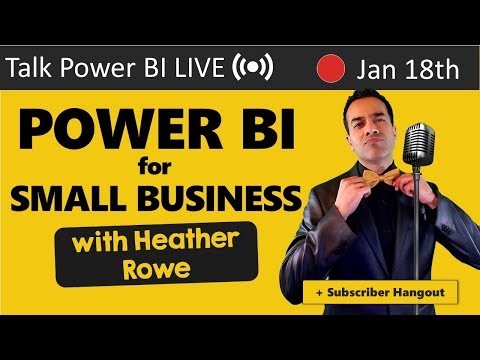 Talk Power BI LIVE
Jan 18th
POWER BI
for
SMALL BUSINESS
with Heather
Rowe
+ Subscriber Hangout